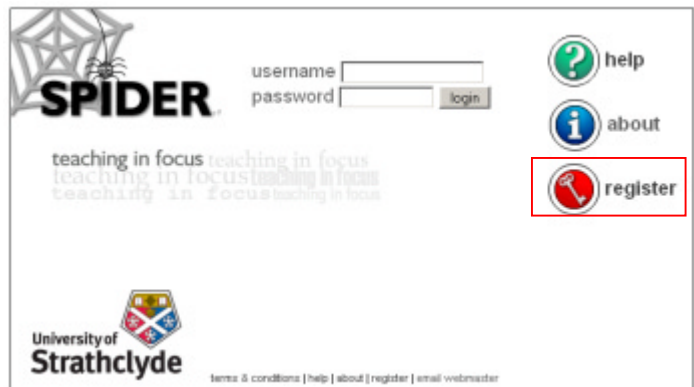 SPIDER
username
password
login
help
about
register
teaching in focus teaching in focus
teaching in focus teaching in focus
teaching in focus teaching in focus
University of
Strathclyde
terms & conditions | help | about | register | email webmaster